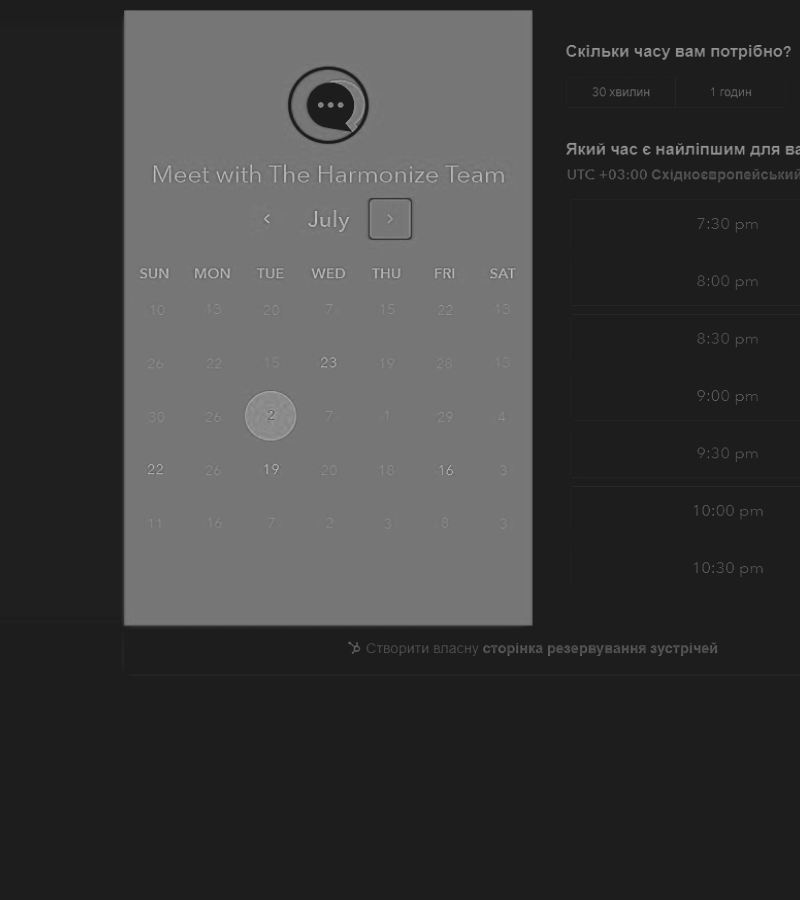 Meet with The Harmonize Team
July
SUN MON TUE WED THU FRI SAT
10 13 20 7 15 22 13
26 22 15 23 19 28 13
30 26 2 7 1 29 4
22 26 19 20 18 16 3
11 16 7 2 3 8 3
Скільки часу вам потрібно?
30 хвилин 1 годин
Який час є найліпшим для ва
UTC +03:00 Східноєвропейський
7:30 pm
8:00 pm
8:30 pm
9:00 pm
9:30 pm
10:00 pm
10:30 pm
Створити власну сторінка резервування зустрічей